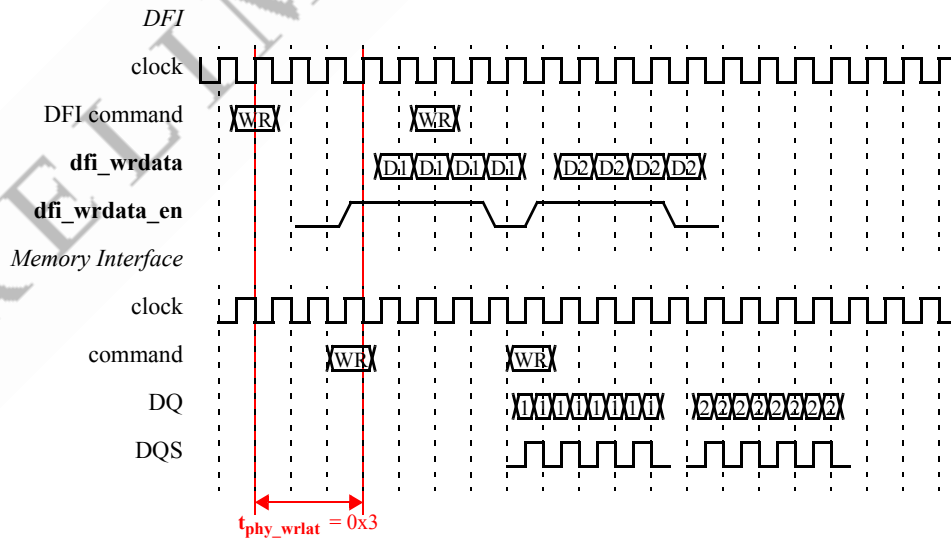 DFI
clock
DFI command WR WR
dfi_wrdata D1 D1 D1 D1 D2 D2 D2 D2
dfi_wrdata_en
Memory Interface
clock
command WR WR
DQ 1 1 1 1 1 1 1 1 2 2 2 2 2 2 2 2
DQS
tphy_wrlat = 0x3